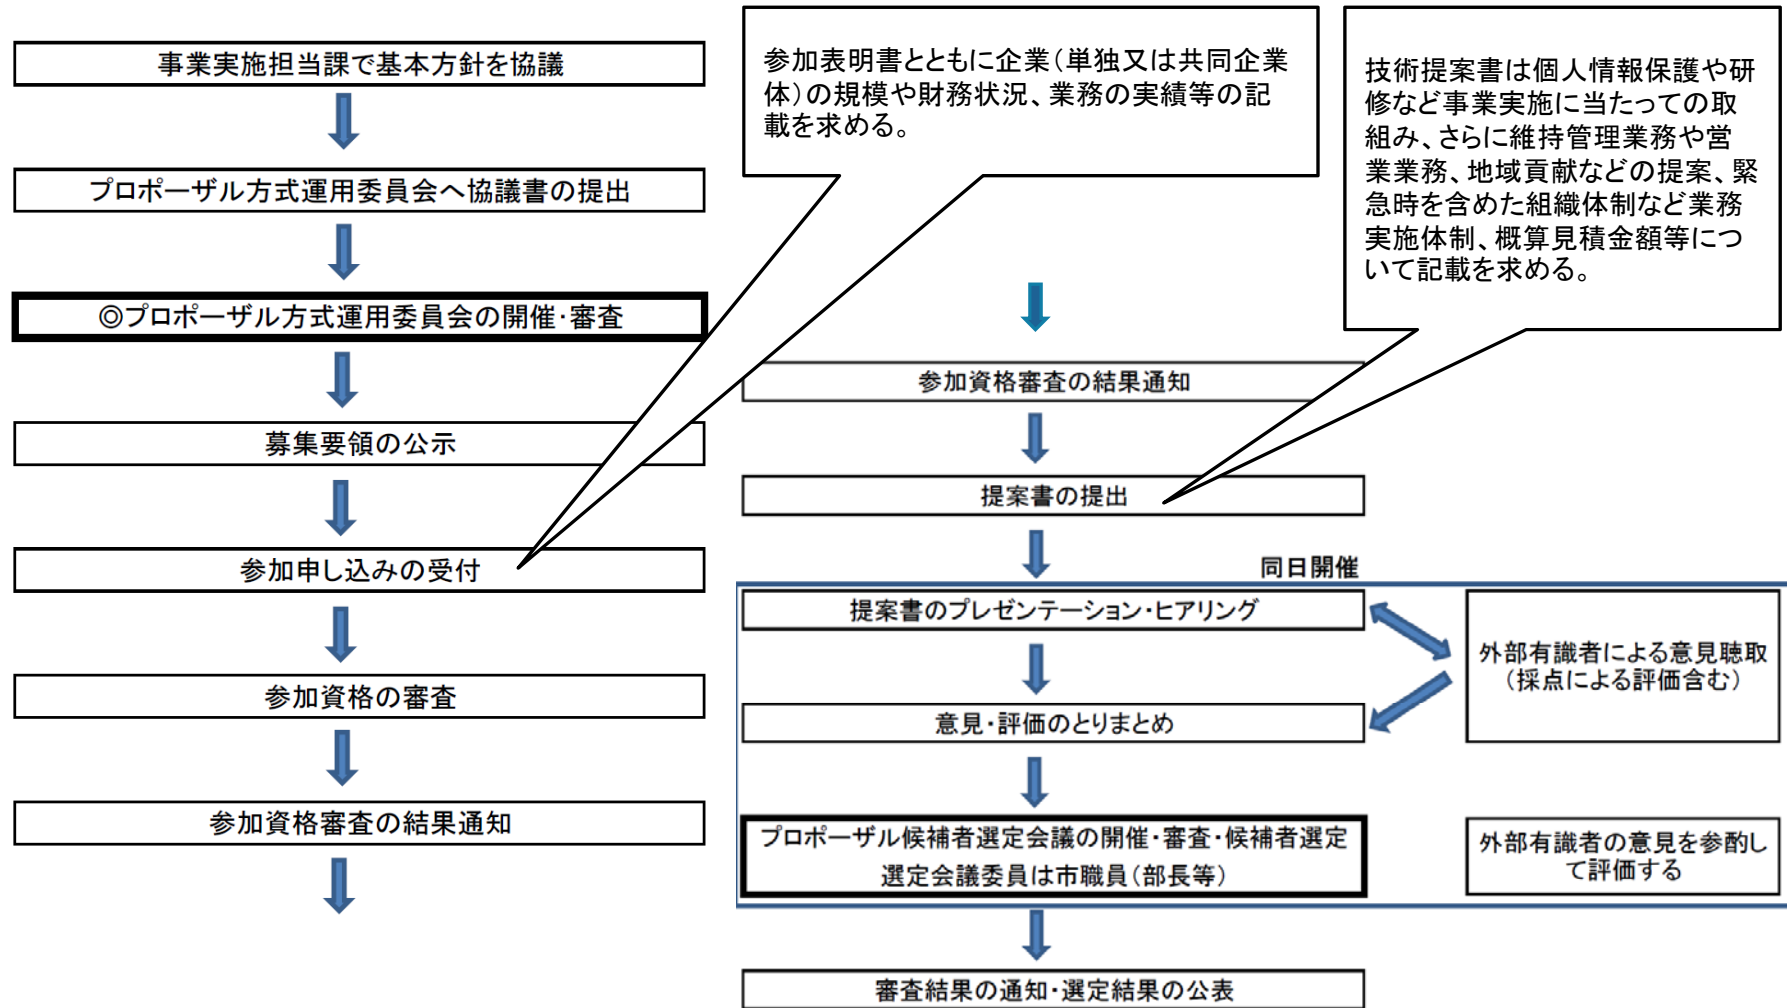 事業実施担当課で基本方針を協議
プロポーザル方式運用委員会へ協議書の提出
◎プロポーザル方式運用委員会の開催・審査
募集要領の公示
参加申し込みの受付
参加資格の審査
参加資格審査の結果通知
参加表明書とともに企業（単独又は共同企業
体）の規模や財務状況、業務の実績等の記
載を求める。
技術提案書は個人情報保護や研
修など事業実施に当たっての取
組み、さらに維持管理業務や営
業業務、地域貢献などの提案、緊
急時を含めた組織体制など業務
実施体制、概算見積金額等につ
いて記載を求める。
参加資格審査の結果通知
提案書の提出
同日開催
提案書のプレゼンテーション・ヒアリング
外部有識者による意見聴取
（採点による評価含む）
意見・評価のとりまとめ
プロポーザル候補者選定会議の開催・審査・候補者選定
選定会議委員は市職員（部長等）
外部有識者の意見を参酌し
て評価する
審査結果の通知・選定結果の公表